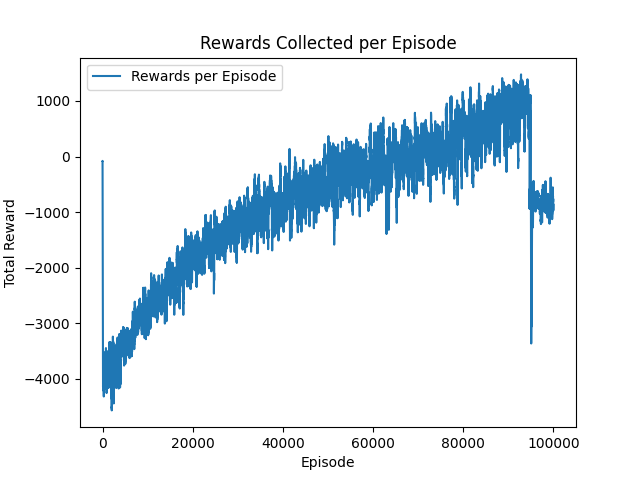 Rewards Collected per Episode
Rewards per Episode
Total Reward
1000
0
−1000
−2000
−3000
−4000
0 20000 40000 60000 80000 100000
Episode